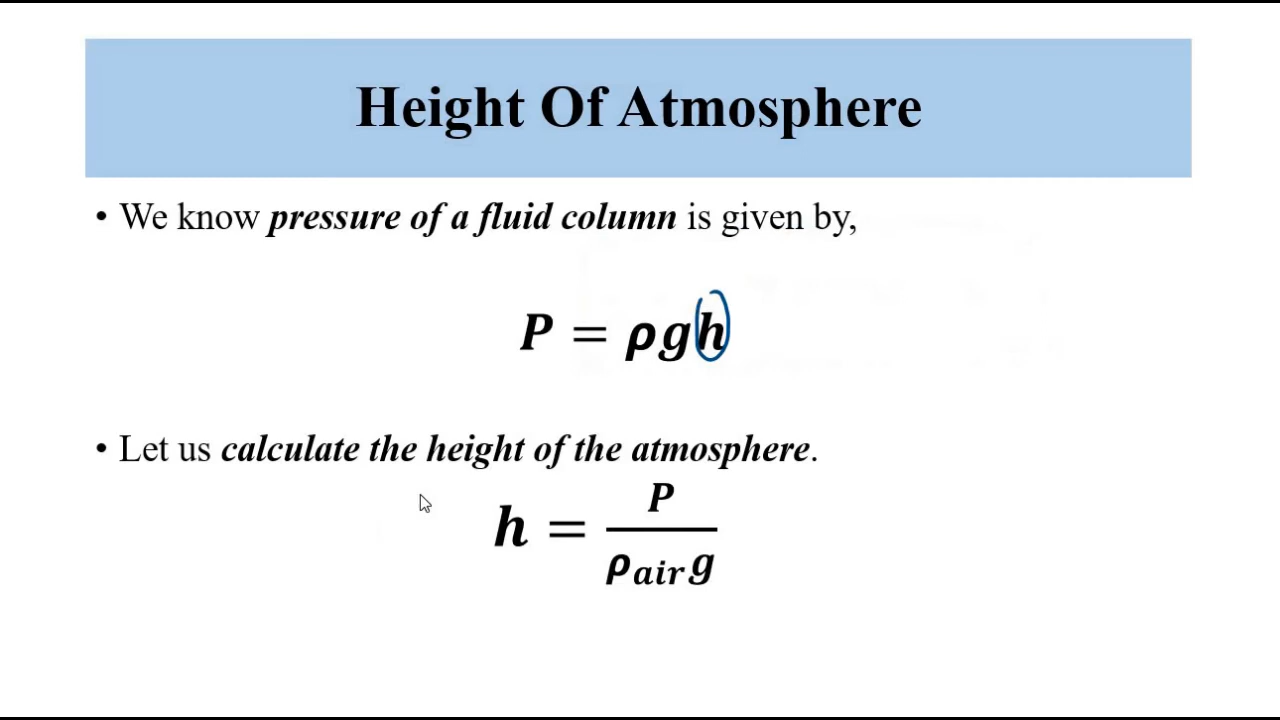 Height Of Atmosphere
• We know pressure of a fluid column is given by,
P = ρgh
• Let us calculate the height of the atmosphere.
h = P / ρ_air g